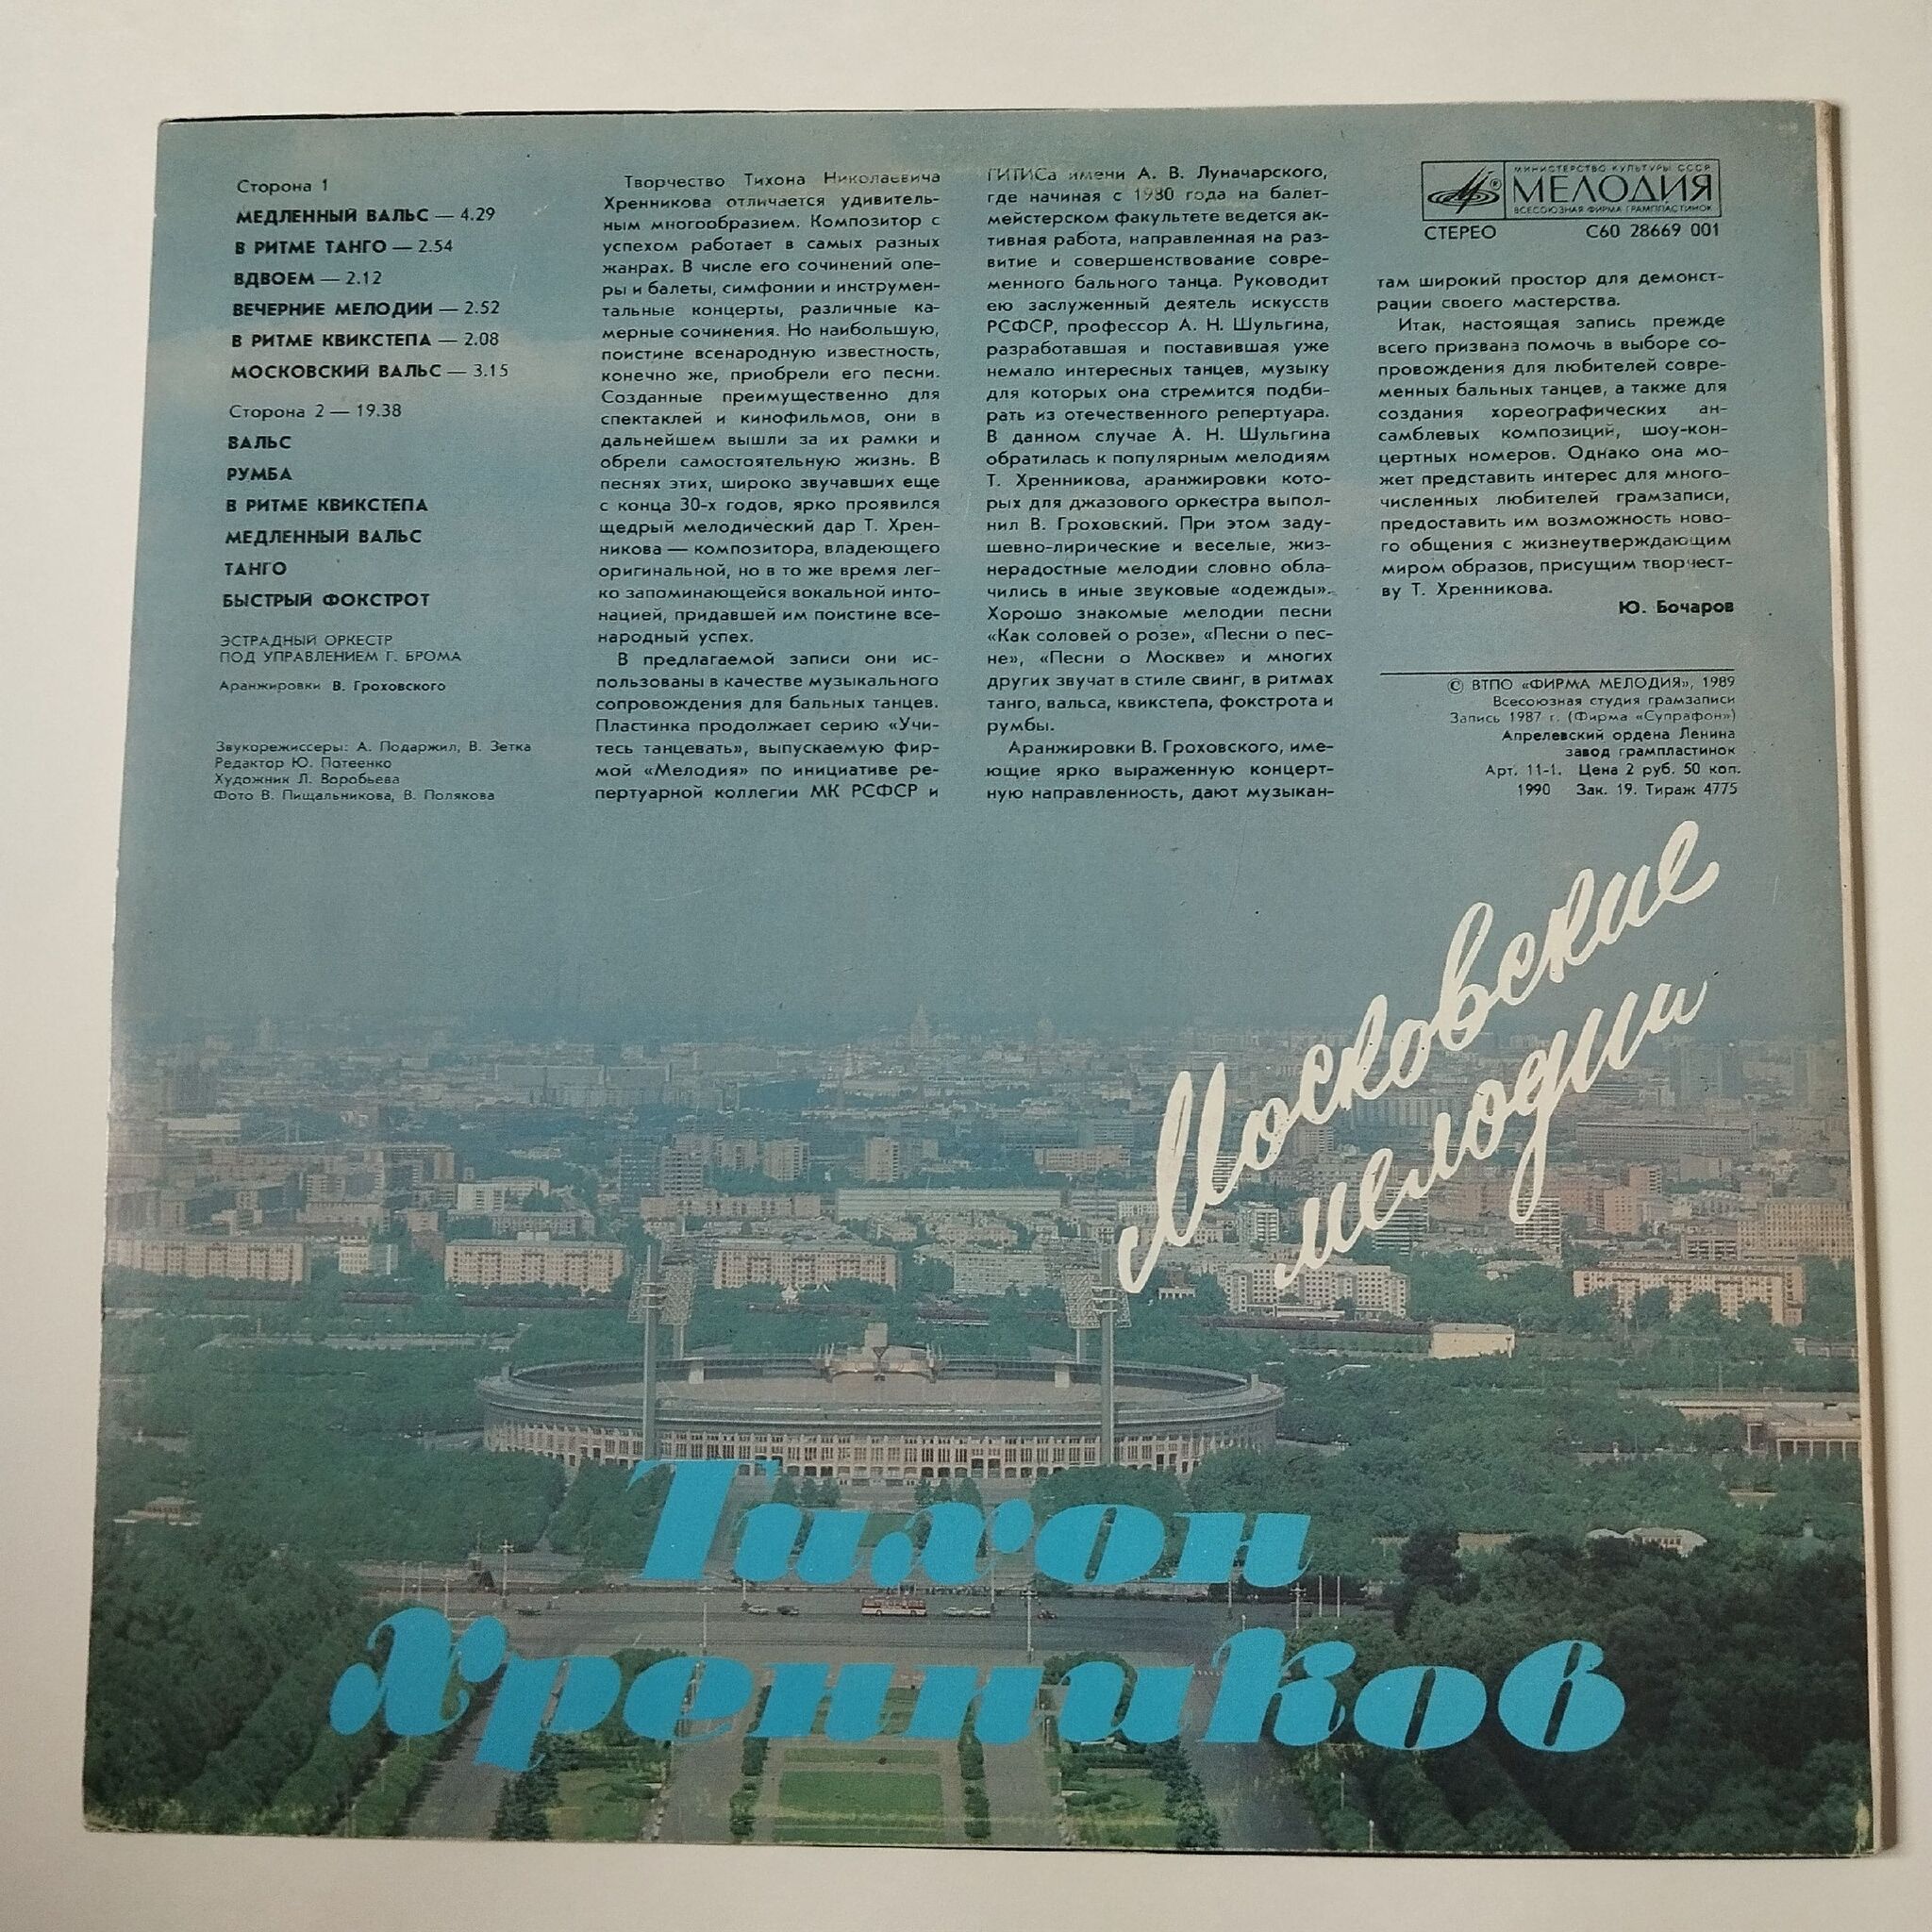 Сторона 1
МЕДЛЕННЫЙ ВАЛЬС — 4.29
В РИТМЕ ТАНГО — 2.54
ВДВОЕМ — 2.12
ВЕЧЕРНИЕ МЕЛОДИИ — 2.52
В РИТМЕ КВИКСТЕПА — 2.08
МОСКОВСКИЙ ВАЛЬС — 3.15
Сторона 2 — 19.38
ВАЛЬС
РУМБА
В РИТМЕ КВИКСТЕПА
МЕДЛЕННЫЙ ВАЛЬС
ТАНГО
БЫСТРЫЙ ФОКСТРОТ
ЭСТРАДНЫЙ ОРКЕСТР
ПОД УПРАВЛЕНИЕМ Г. БРОМА
Аранжировки В. Гроховского
Звукорежиссеры: А. Подаржил, В. Зетка
Редактор Ю. Потеенко
Художник Л. Воробьева
Фото В. Пищальникова, В. Полякова
Творчество Тихона Николаевича
Хренникова отличается удивитель-
ным многообразием. Композитор с
успехом работает в самых разных
жанрах. В числе его сочинений опе-
ры и балеты, симфонии и инструмен-
тальные концерты, различные ка-
мерные сочинения. Но наибольшую,
поистине всенародную известность,
конечно же, приобрели его песни.
Созданные преимущественно для
спектаклей и кинофильмов, они в
дальнейшем вышли за их рамки и
обрели самостоятельную жизнь. В
песнях этих, широко звучавших еще
с конца 30-х годов, ярко проявился
щедрый мелодический дар Т. Хрен-
никова — композитора, владеющего
оригинальной, но в то же время лег-
ко запоминающейся вокальной инто-
нацией, придавшей им поистине все-
народный успех.
В предлагаемой записи они ис-
пользованы в качестве музыкального
сопровождения для бальных танцев.
Пластинка продолжает серию «Учи-
тесь танцевать», выпускаемую фир-
мой «Мелодия» по инициативе ре-
пертуарной коллегии МК РСФСР и
ГИТИСа имени А. В. Луначарского,
где начиная с 1980 года на балет-
мейстерском факультете ведется ак-
тивная работа, направленная на раз-
витие и совершенствование совре-
менного бального танца. Руководит
ею заслуженный деятель искусств
РСФСР, профессор А. Н. Шульгина,
разработавшая и поставившая уже
немало интересных танцев, музыку
для которых она стремится подби-
рать из отечественного репертуара.
В данном случае А. Н. Шульгина
обратилась к популярным мелодиям
Т. Хренникова, аранжировки кото-
рых для джазового оркестра выпол-
нил В. Гроховский. При этом заду-
шевно-лирические и веселые, жиз-
нерадостные мелодии словно обла-
чились в иные звуковые «одежды».
Хорошо знакомые мелодии песни
«Как соловей о розе», «Песни о пес-
не», «Песни о Москве» и многих
других звучат в стиле свинг, в ритмах
танго, вальса, квикстепа, фокстрота и
румбы.
Аранжировки В. Гроховского, име-
ющие ярко выраженную концерт-
ную направленность, дают музыкан-
МИНИСТЕРСТВО КУЛЬТУРЫ СССР
МЕЛОДИЯ
ВСЕСОЮЗНАЯ ФИРМА ГРАМПЛАСТИНОК
СТЕРЕО С60 28669 001
там широкий простор для демонст-
рации своего мастерства.
Итак, настоящая запись прежде
всего призвана помочь в выборе со-
провождения для любителей совре-
менных бальных танцев, а также для
создания хореографических ан-
самблевых композиций, шоу-кон-
цертных номеров. Однако она мо-
жет представить интерес для много-
численных любителей грамзаписи,
предоставить им возможность ново-
го общения с жизнеутверждающим
миром образов, присущим творчест-
ву Т. Хренникова.
Ю. Бочаров
© ВТПО «ФИРМА МЕЛОДИЯ», 1989
Всесоюзная студия грамзаписи
Запись 1987 г. (Фирма «Супрафон»)
Апрелевский ордена Ленина
завод грампластинок
Арт. 11-1. Цена 2 руб. 50 коп.
1990 Зак. 19. Тираж 4775
Московские
мелодии
Тихон
Хренников